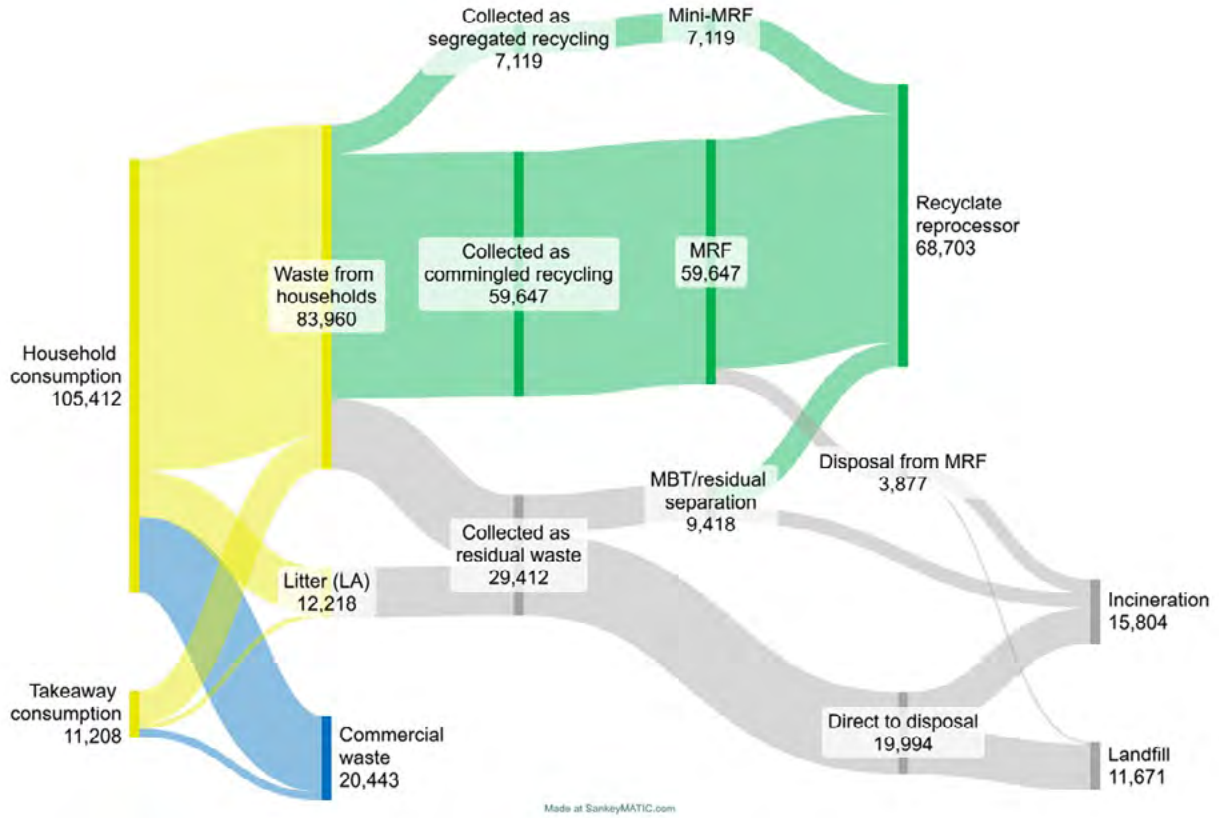 Collected as
segregated recycling
7,119
Mini-MRF
7,119
Recyclate
reprocessor
68,703
Waste from
households
83,960
Collected as
commingled recycling
59,647
MRF
59,647
Household
consumption
105,412
Disposal from MRF
3,877
MBT/residual
separation
9,418
Collected as
residual waste
29,412
Litter (LA)
12,218
Incineration
15,804
Takeaway
consumption
11,208
Commercial
waste
20,443
Direct to disposal
19,994
Landfill
11,671
Made at SankeyMATIC.com